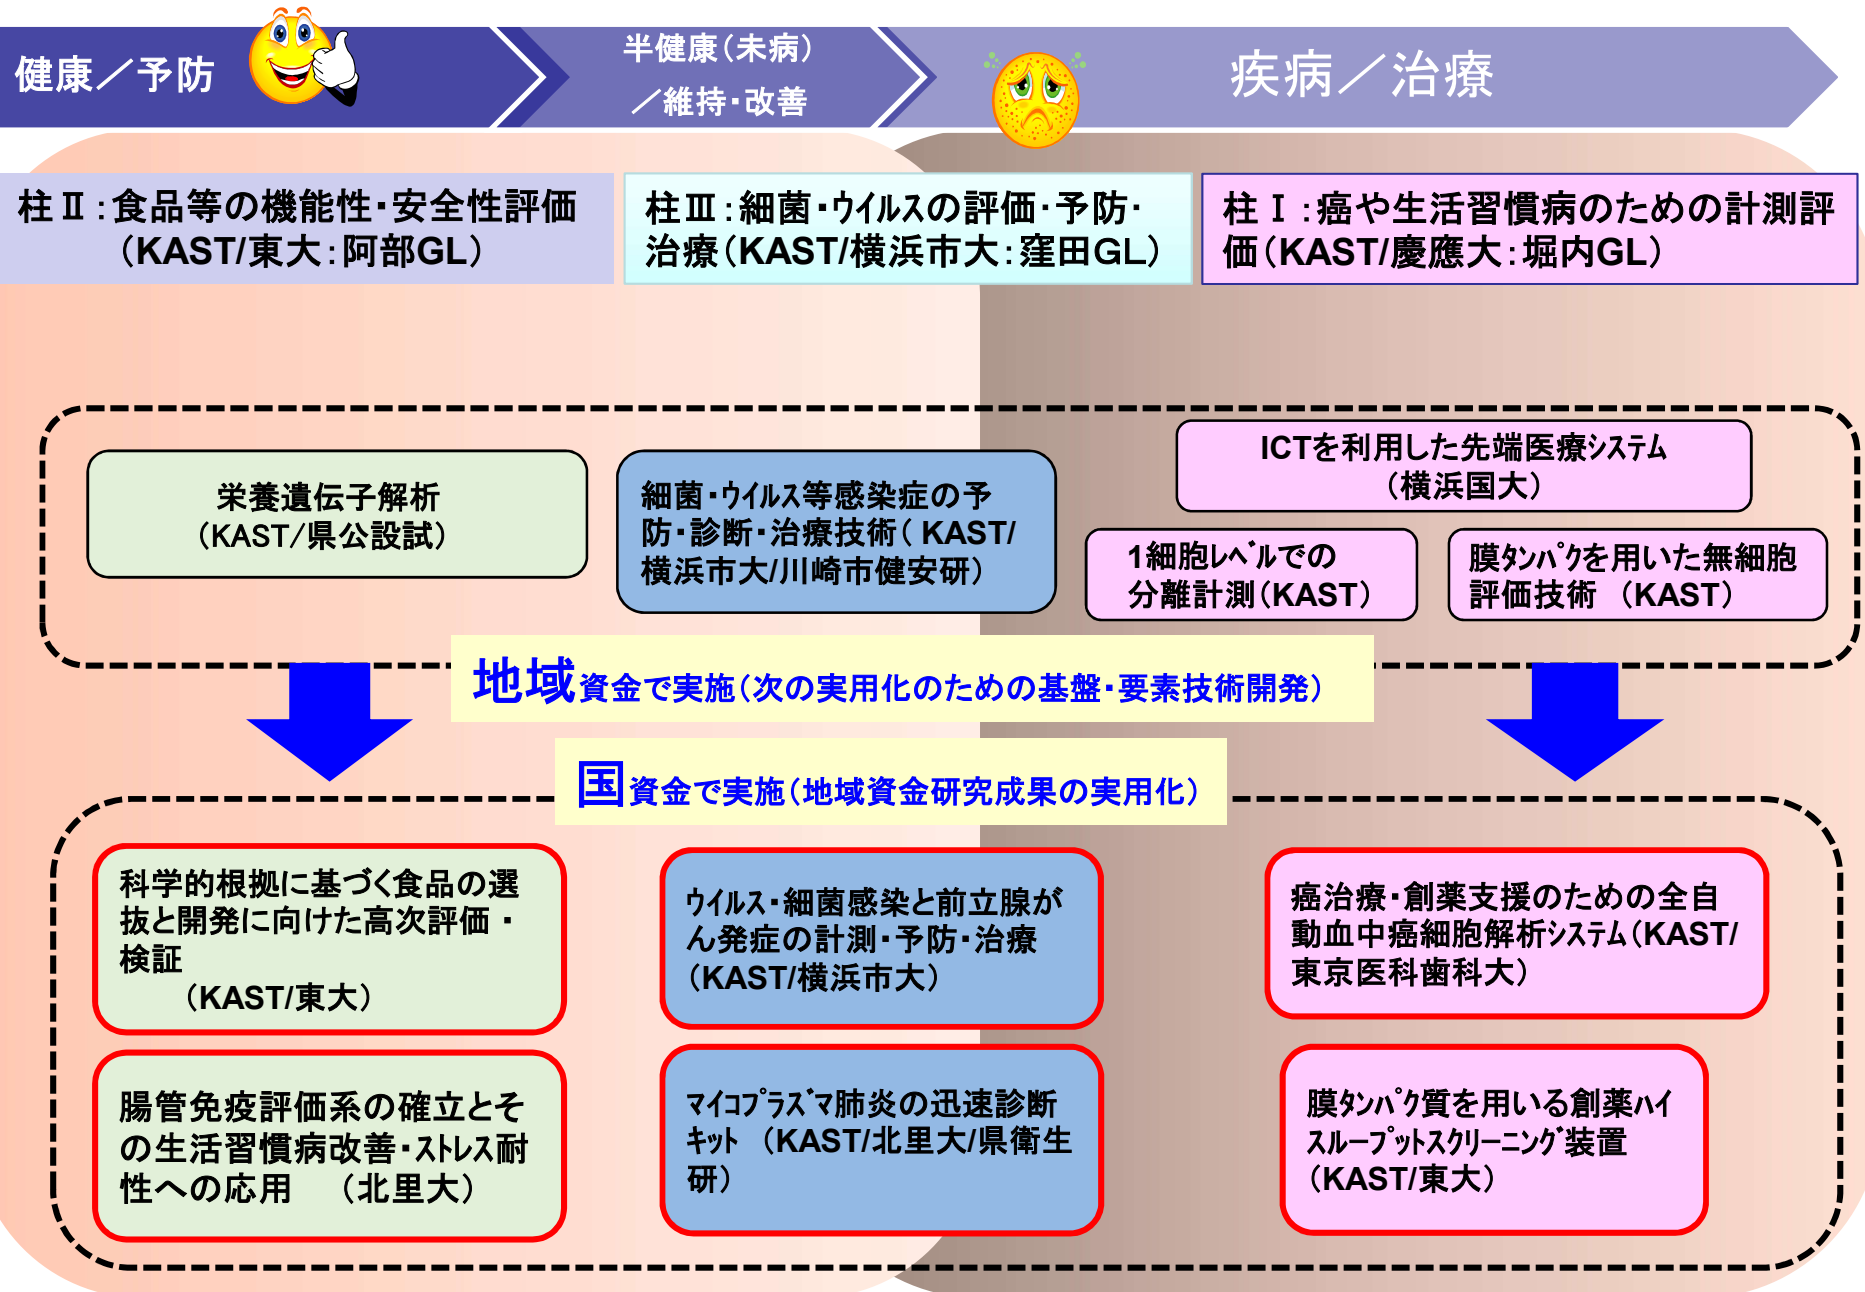 健康／予防
半健康（未病）
／維持・改善
疾病／治療
柱Ⅱ：食品等の機能性・安全性評価
（KAST/東大：阿部GL）
柱Ⅲ：細菌・ｳｲﾙｽの評価・予防・
治療（KAST/横浜市大：窪田GL）
柱Ⅰ：癌や生活習慣病のための計測評
価（KAST/慶應大：堀内GL）
栄養遺伝子解析
（KAST/県公設試）
細菌・ｳｲﾙｽ等感染症の予
防・診断・治療技術（ KAST/
横浜市大/川崎市健安研）
ICTを利用した先端医療ｼｽﾃﾑ
（横浜国大）
1細胞ﾚﾍﾞﾙでの
分離計測（KAST）
膜ﾀﾝﾊﾟｸを用いた無細胞
評価技術　（KAST）
地域資金で実施（次の実用化のための基盤・要素技術開発）
国資金で実施（地域資金研究成果の実用化）
科学的根拠に基づく食品の選
抜と開発に向けた高次評価・
検証
（KAST/東大）
ｳｲﾙｽ・細菌感染と前立腺が
ん発症の計測・予防・治療
（KAST/横浜市大）
癌治療・創薬支援のための全自
動血中癌細胞解析ｼｽﾃﾑ（KAST/
東京医科歯科大）
腸管免疫評価系の確立とそ
の生活習慣病改善・ｽﾄﾚｽ耐
性への応用　（北里大）
ﾏｲｺﾌﾟﾗｽﾞﾏ肺炎の迅速診断
ｷｯﾄ　（KAST/北里大/県衛生
研）
膜ﾀﾝﾊﾟｸ質を用いる創薬ﾊｲ
ｽﾙｰﾌﾟｯﾄｽｸﾘｰﾆﾝｸﾞ装置
（KAST/東大）